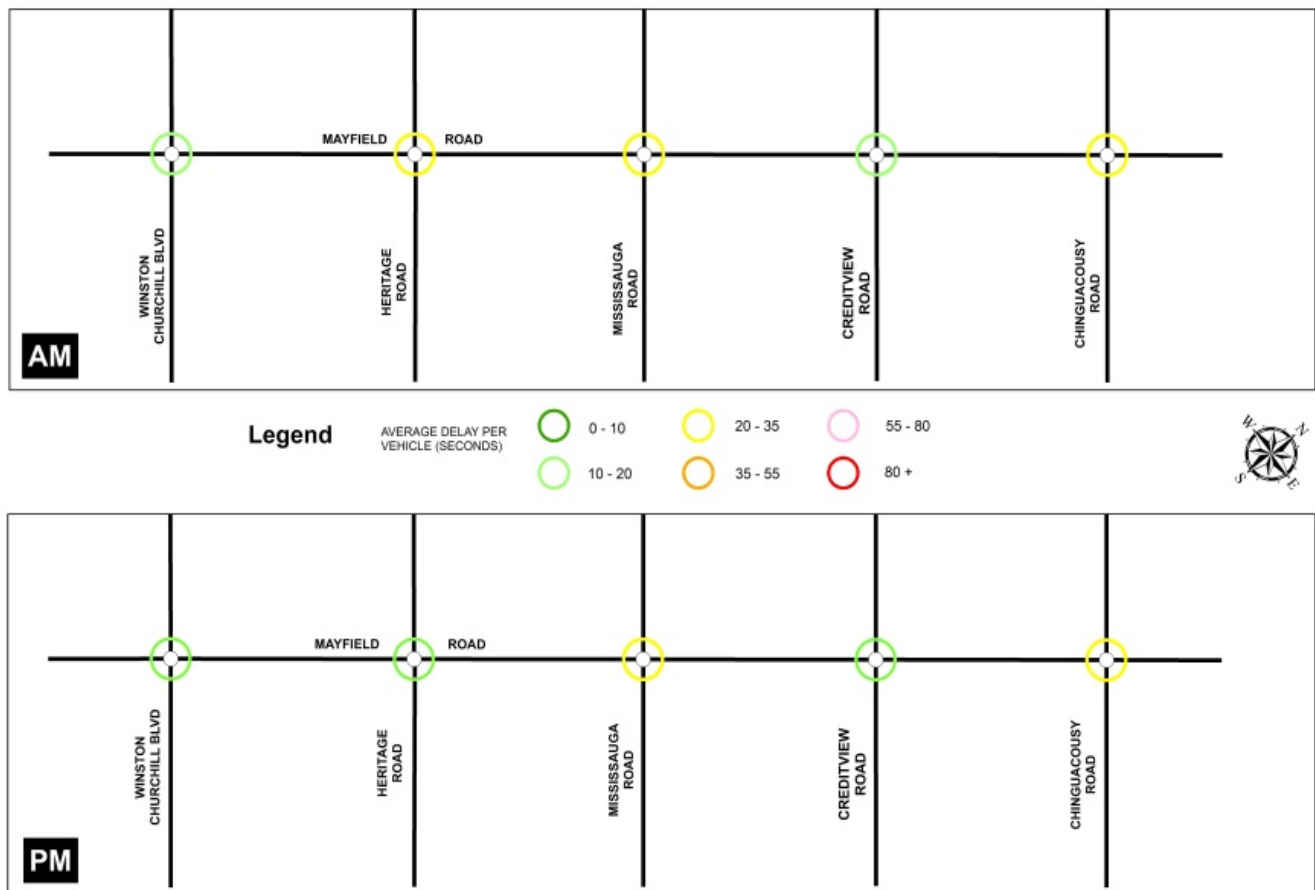 MAYFIELD ROAD
WINSTON
CHURCHILL BLVD
HERITAGE
ROAD
MISSISSAUGA
ROAD
CREDITVIEW
ROAD
CHINGUACOUSY
ROAD
AM
Legend
AVERAGE DELAY PER
VEHICLE (SECONDS)
0 - 10
20 - 35
55 - 80
10 - 20
35 - 55
80 +
W
N
S
E
MAYFIELD ROAD
WINSTON
CHURCHILL BLVD
HERITAGE
ROAD
MISSISSAUGA
ROAD
CREDITVIEW
ROAD
CHINGUACOUSY
ROAD
PM